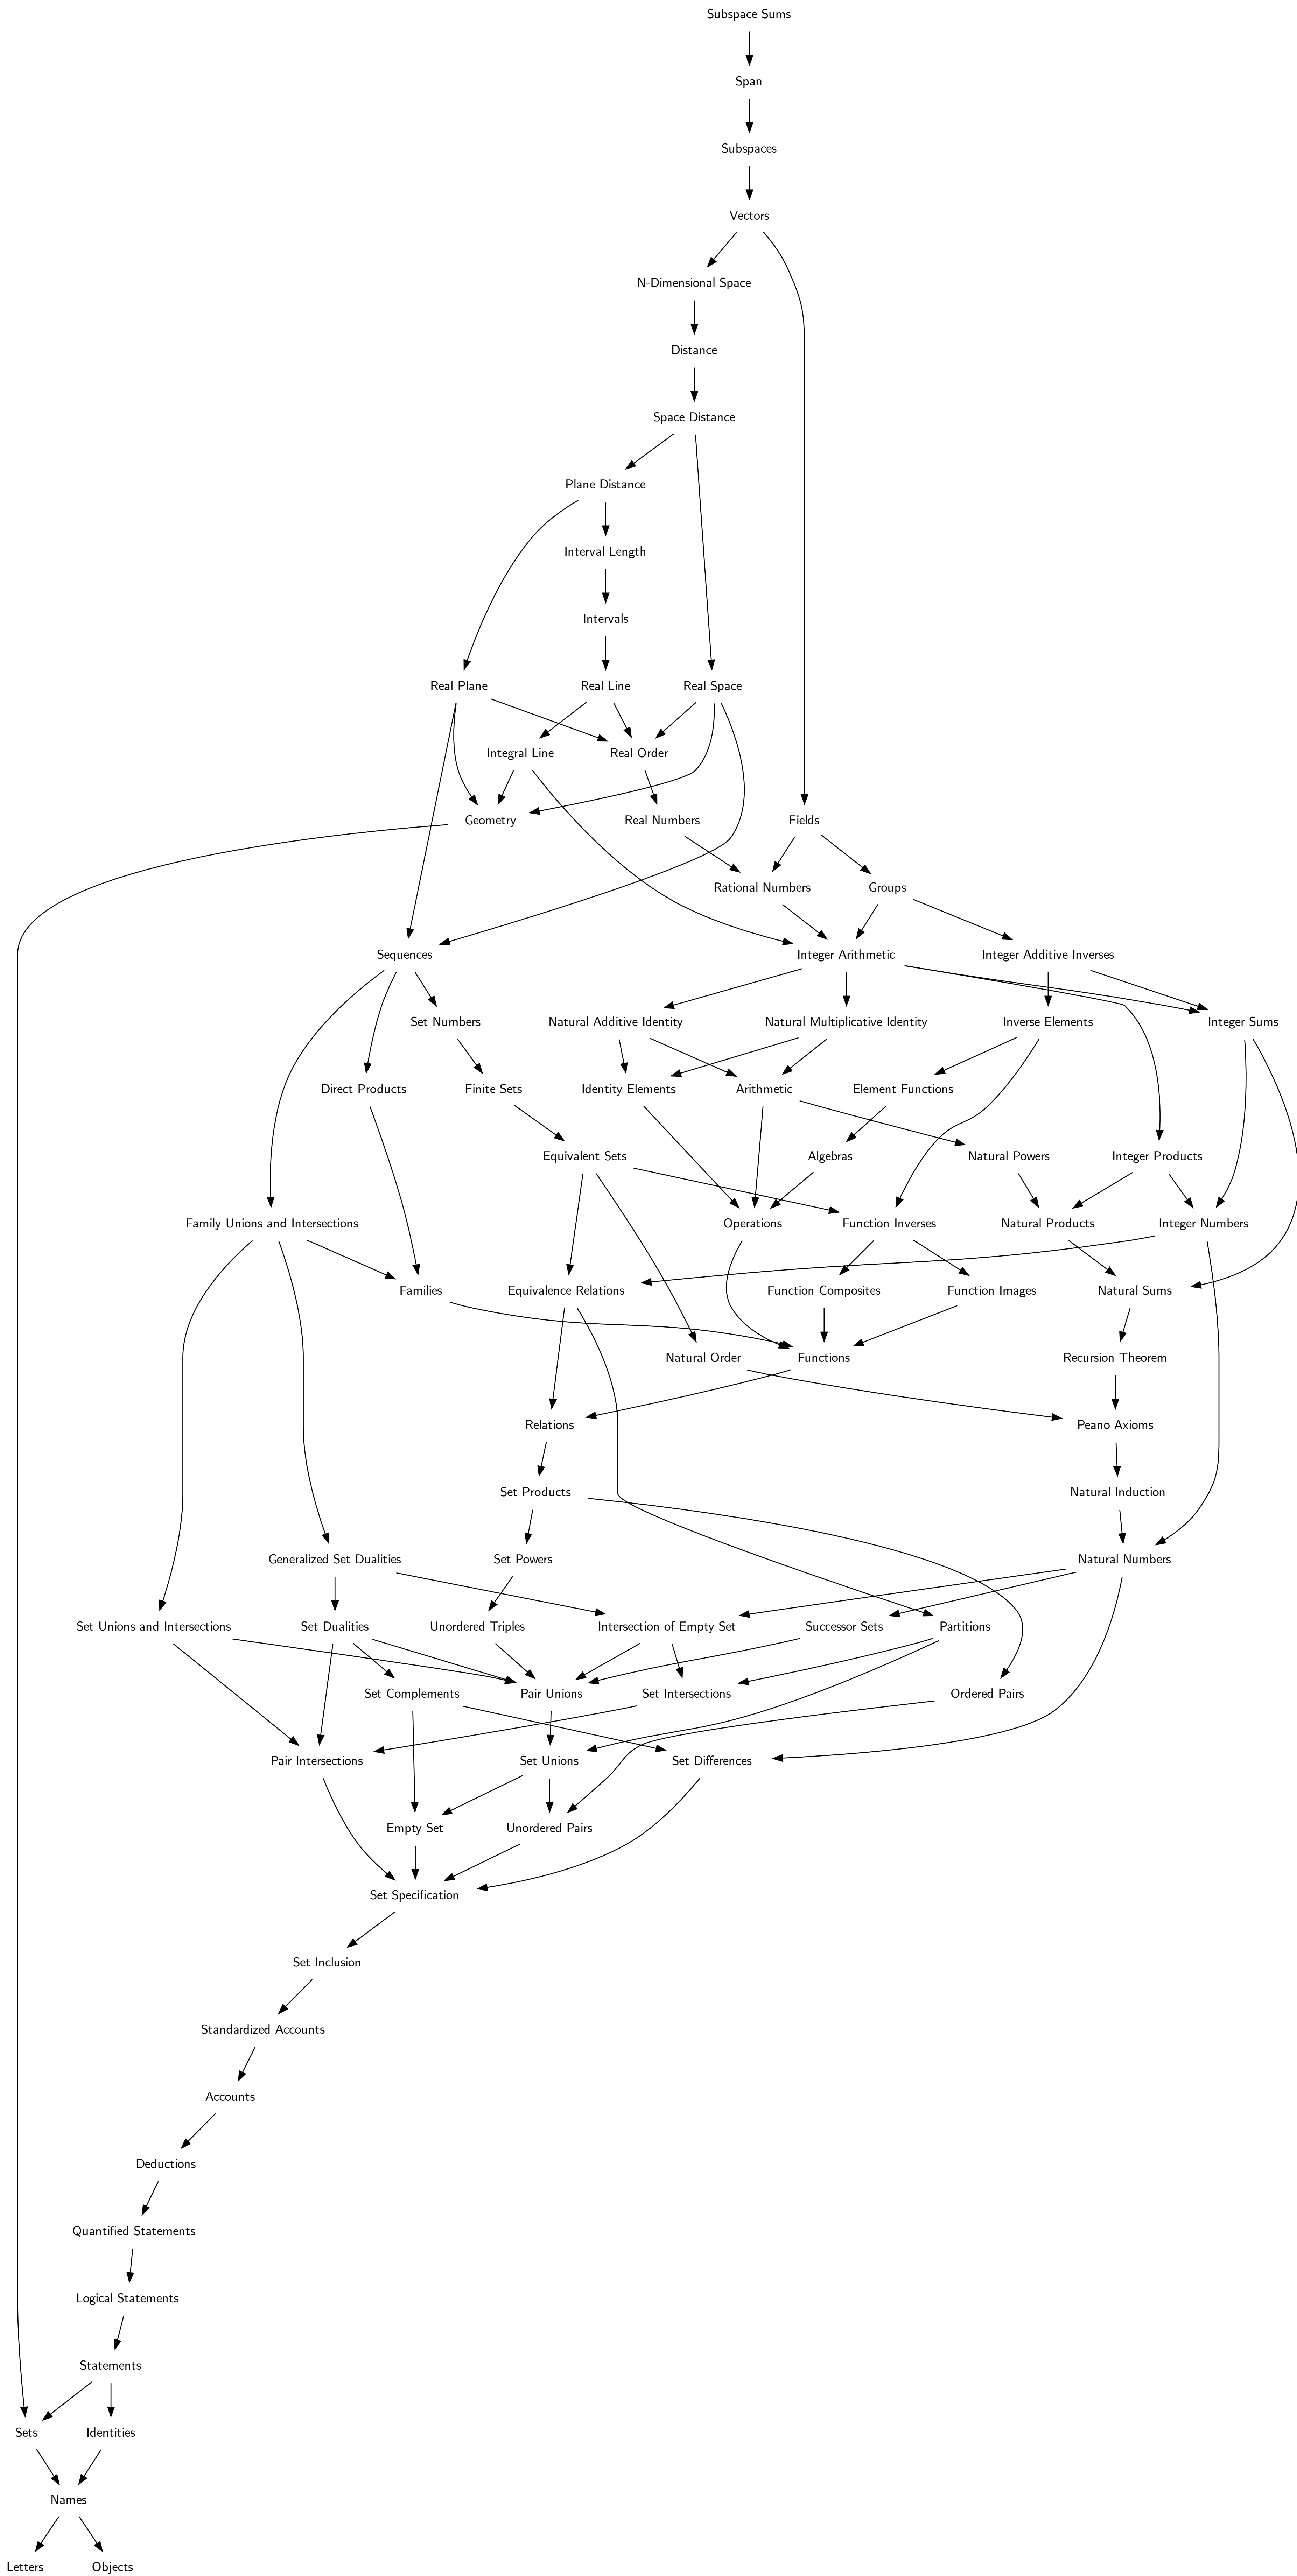 Subspace Sums
Span
Subspaces
Vectors
N-Dimensional Space
Distance
Space Distance
Plane Distance
Interval Length
Intervals
Real Plane
Real Line
Real Space
Integral Line
Real Order
Geometry
Real Numbers
Fields
Rational Numbers
Groups
Sequences
Integer Arithmetic
Integer Additive Inverses
Set Numbers
Natural Additive Identity
Natural Multiplicative Identity
Inverse Elements
Integer Sums
Direct Products
Finite Sets
Identity Elements
Arithmetic
Element Functions
Equivalent Sets
Algebras
Natural Powers
Integer Products
Family Unions and Intersections
Operations
Function Inverses
Natural Products
Integer Numbers
Families
Equivalence Relations
Function Composites
Function Images
Natural Sums
Natural Order
Functions
Recursion Theorem
Relations
Peano Axioms
Set Products
Natural Induction
Generalized Set Dualities
Set Powers
Natural Numbers
Set Unions and Intersections
Set Dualities
Unordered Triples
Intersection of Empty Set
Successor Sets
Partitions
Set Complements
Pair Unions
Set Intersections
Ordered Pairs
Pair Intersections
Set Unions
Set Differences
Empty Set
Unordered Pairs
Set Specification
Set Inclusion
Standardized Accounts
Accounts
Deductions
Quantified Statements
Logical Statements
Statements
Sets
Identities
Names
Letters
Objects